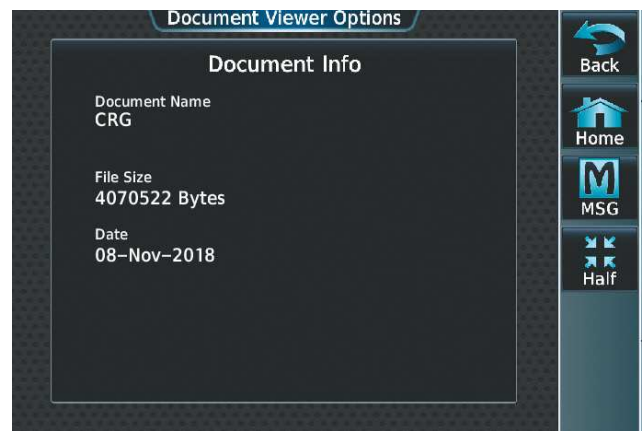 Document Viewer Options
Document Info
Document Name
CRG
File Size
4070522 Bytes
Date
08-Nov-2018
Back
Home
MSG
Half